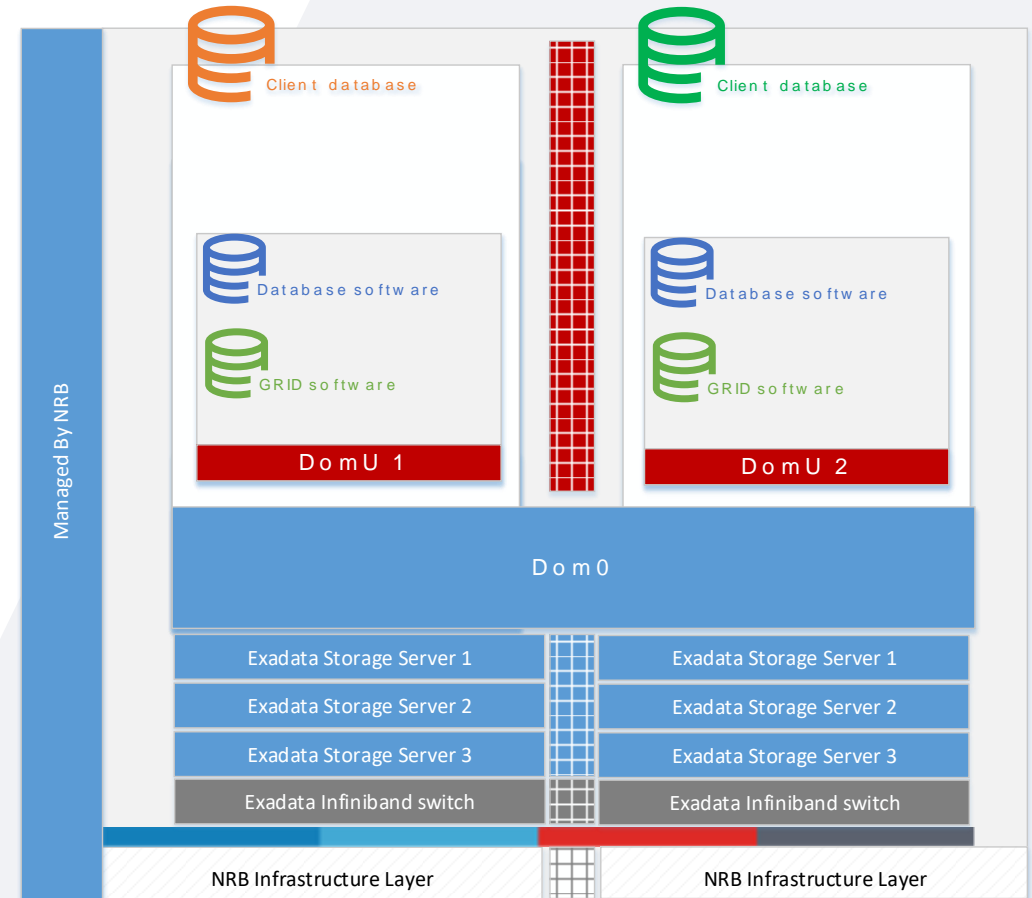 Managed By NRB
Client database
Client database
Database software
Database software
GRID software
GRID software
DomU 1
DomU 2
Dom0
Exadata Storage Server 1
Exadata Storage Server 1
Exadata Storage Server 2
Exadata Storage Server 2
Exadata Storage Server 3
Exadata Storage Server 3
Exadata Infiniband switch
Exadata Infiniband switch
NRB Infrastructure Layer
NRB Infrastructure Layer